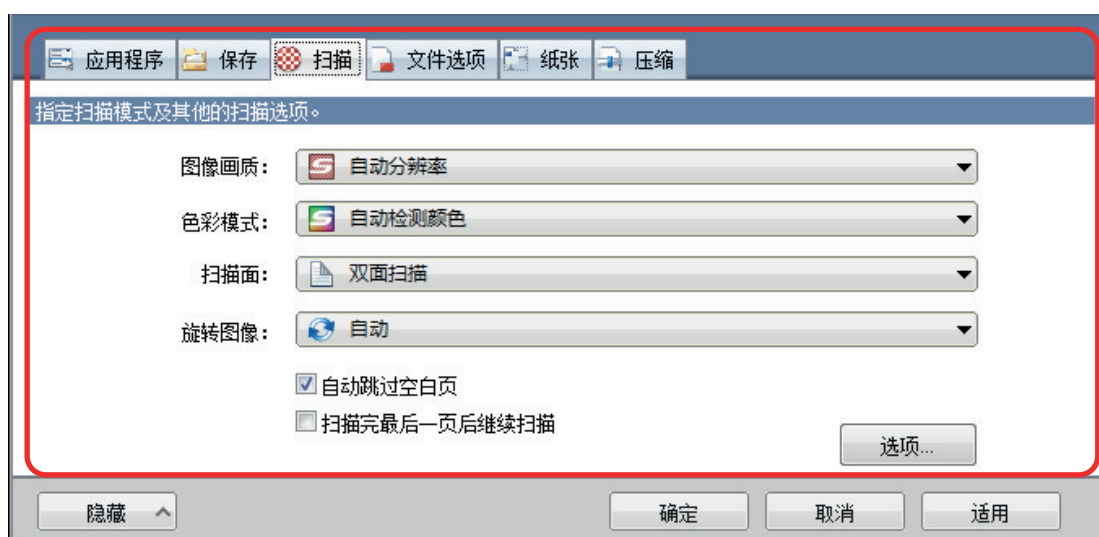 应用程序 保存 扫描 文件选项 纸张 压缩
指定扫描模式及其他的扫描选项。
图像画质: 自动分辨率
色彩模式: 自动检测颜色
扫描面: 双面扫描
旋转图像: 自动
自动跳过空白页
扫描完最后一页后继续扫描
选项...
隐藏 确定 取消 适用